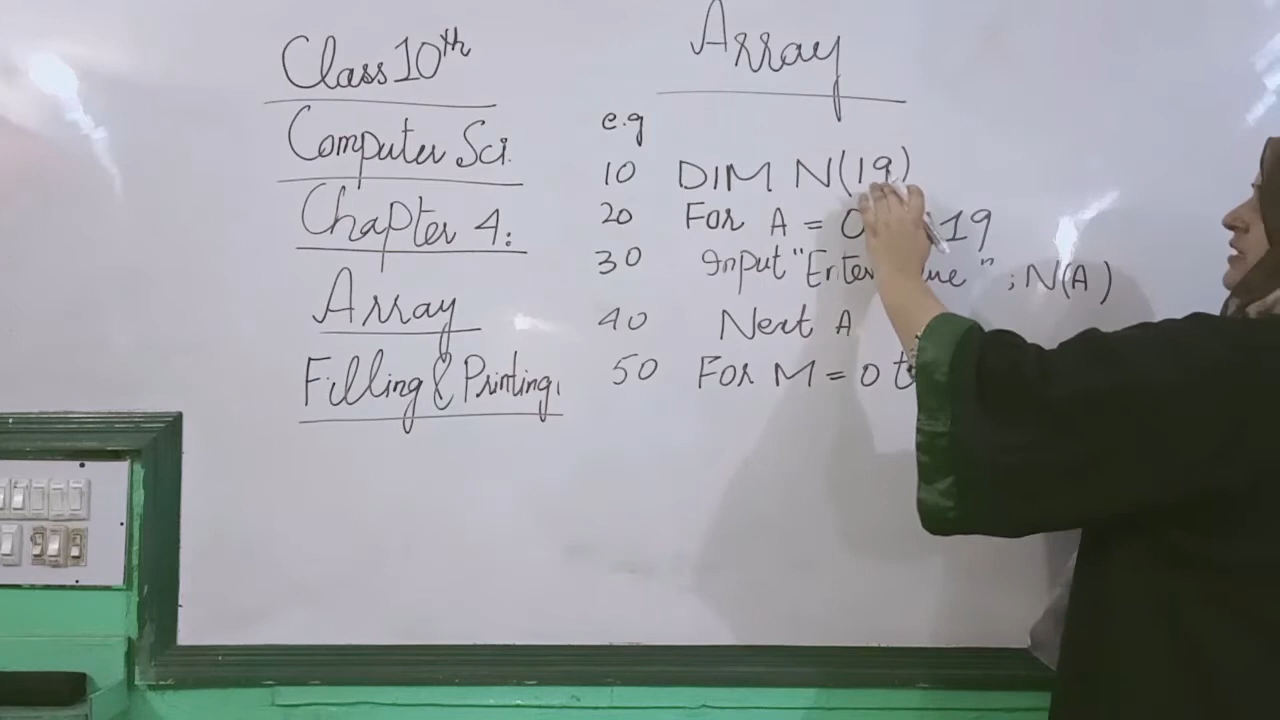 Class 10th
Computer Sci.
Chapter 4:
Array
Filling & Printing.
Array
e.g
10 DIM N(19)
20 For A = 0 19
30 Input "Enter " ; N(A)
40 Next A
50 For M = 0 t